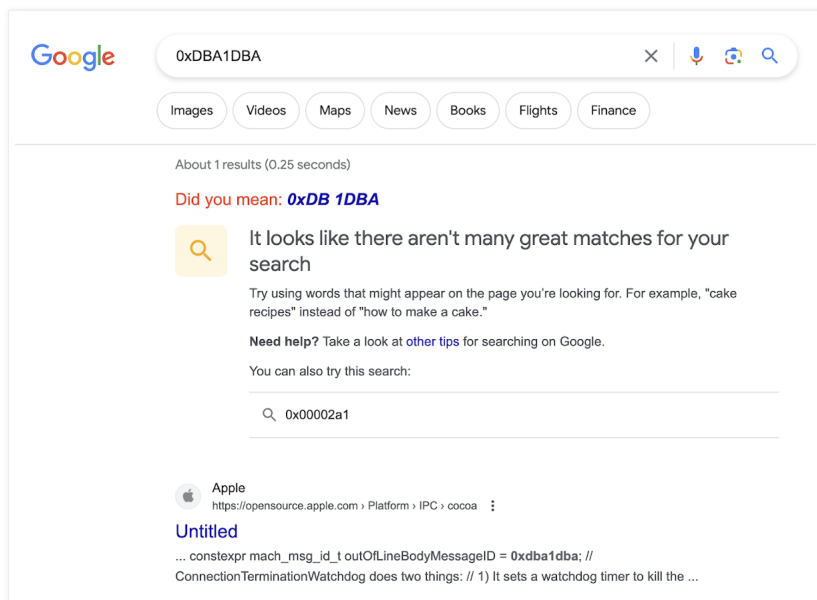 Google
0xDBA1DBA
Images Videos Maps News Books Flights Finance
About 1 results (0.25 seconds)
Did you mean: 0xDB 1DBA
It looks like there aren't many great matches for your
search
Try using words that might appear on the page you're looking for. For example, "cake
recipes" instead of "how to make a cake."
Need help? Take a look at other tips for searching on Google.
You can also try this search:
0x00002a1
Apple
https://opensource.apple.com › Platform › IPC › cocoa
Untitled
... constexpr mach_msg_id_t outOfLineBodyMessageID = 0xdba1dba; //
ConnectionTerminationWatchdog does two things: // 1) It sets a watchdog timer to kill the ...